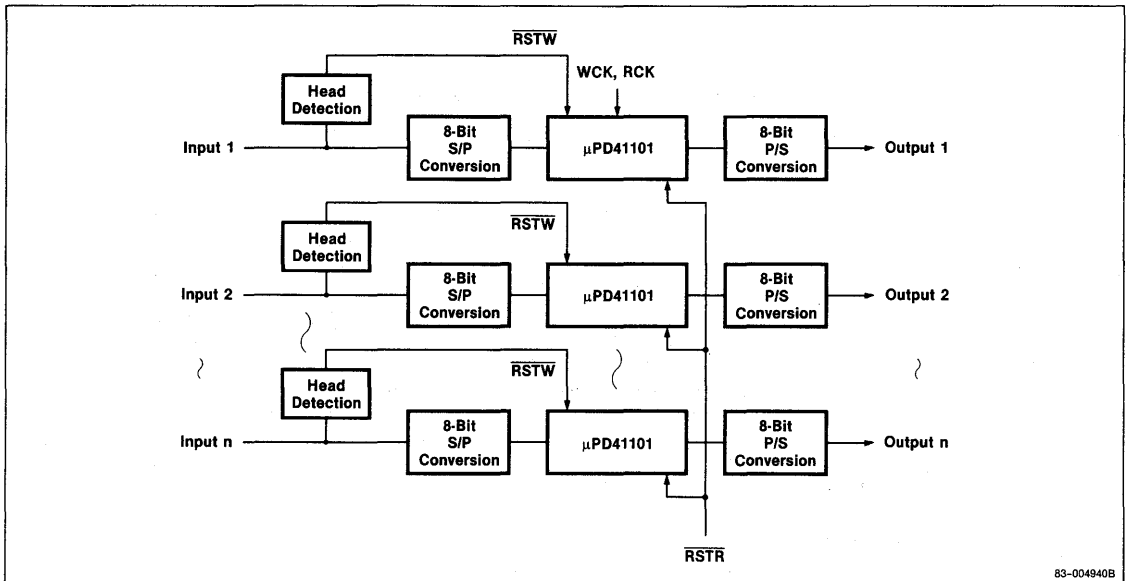 RSTW
WCK, RCK
Head
Detection
Input 1
8-Bit
S/P
Conversion
μPD41101
8-Bit
P/S
Conversion
Output 1
RSTW
Head
Detection
Input 2
8-Bit
S/P
Conversion
μPD41101
8-Bit
P/S
Conversion
Output 2
RSTW
Head
Detection
Input n
8-Bit
S/P
Conversion
μPD41101
8-Bit
P/S
Conversion
Output n
RSTR
83-004940B